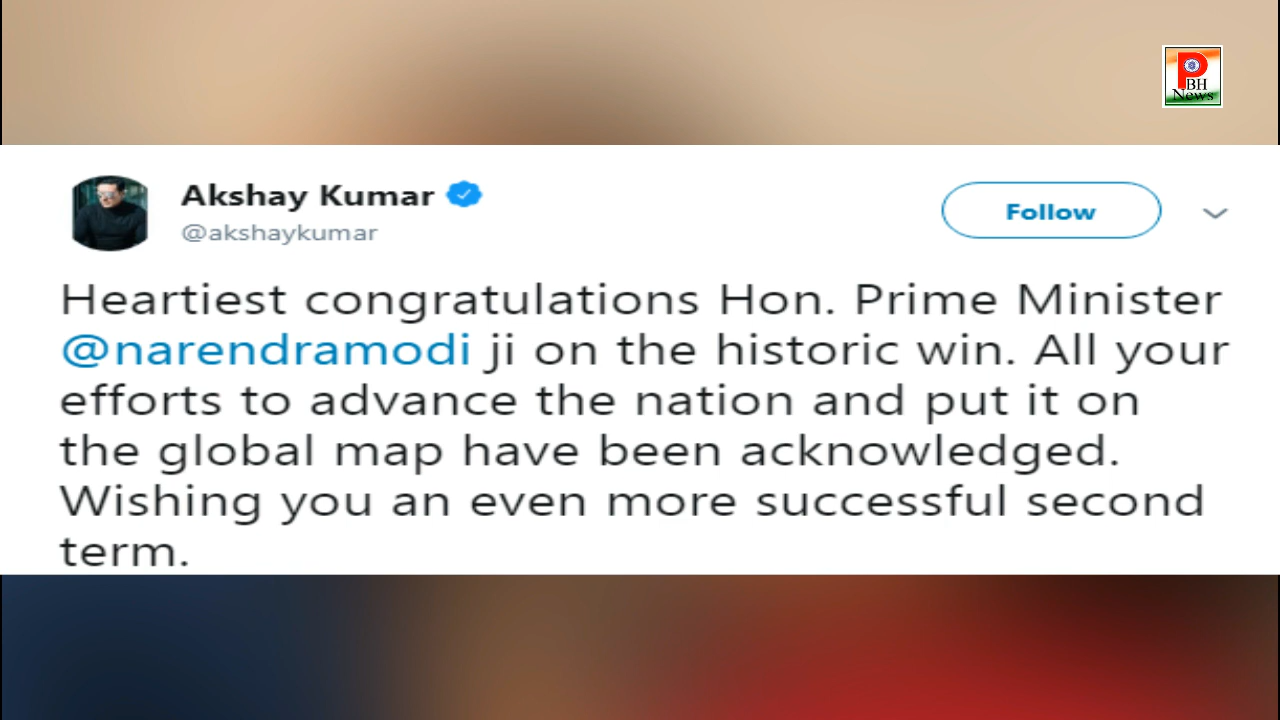 P
BH
News
Akshay Kumar
@akshaykumar
Follow
Heartiest congratulations Hon. Prime Minister
@narendramodi ji on the historic win. All your
efforts to advance the nation and put it on
the global map have been acknowledged.
Wishing you an even more successful second
term.